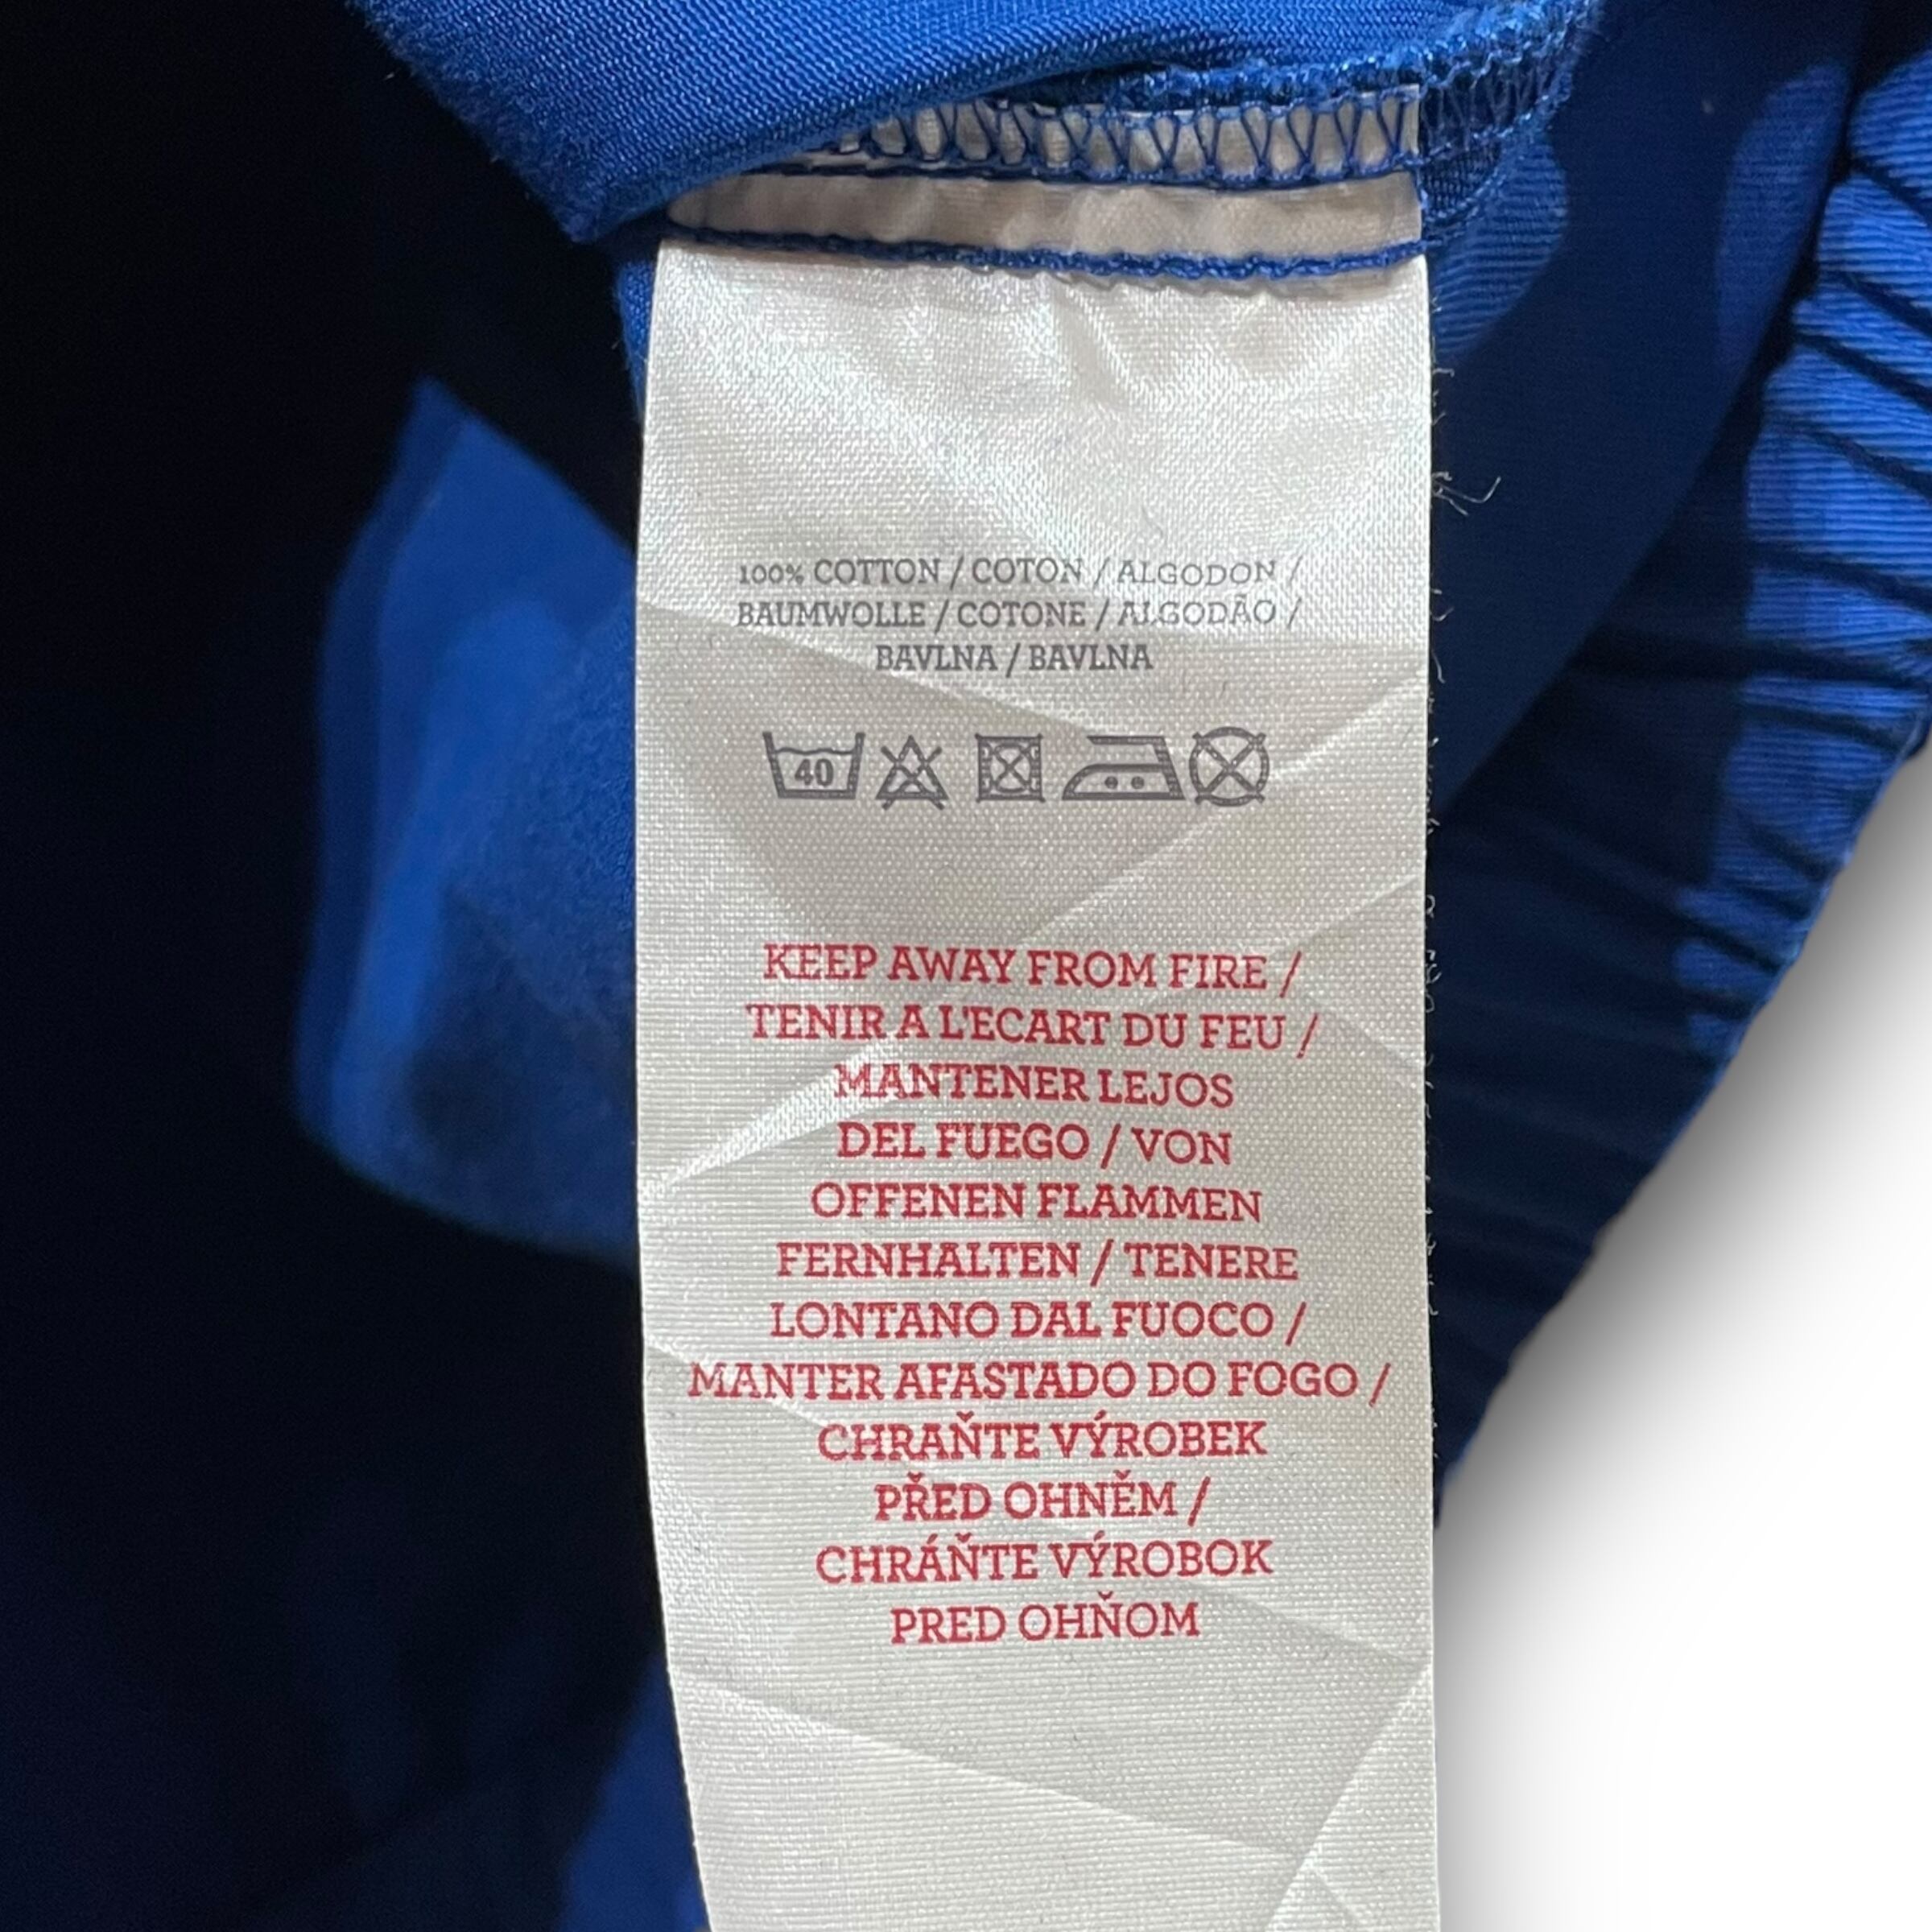 100% COTTON / COTON / ALGODON /
BAUMWOLLE / COTONE / ALGODÃO /
BAVLNA / BAVLNA
40
KEEP AWAY FROM FIRE /
TENIR A L'ECART DU FEU /
MANTENER LEJOS
DEL FUEGO / VON
OFFENEN FLAMMEN
FERNHALTEN / TENERE
LONTANO DAL FUOCO /
MANTER AFASTADO DO FOGO /
CHRAŇTE VÝROBEK
PŘED OHNĚM /
CHRÁŇTE VÝROBOK
PRED OHŇOM